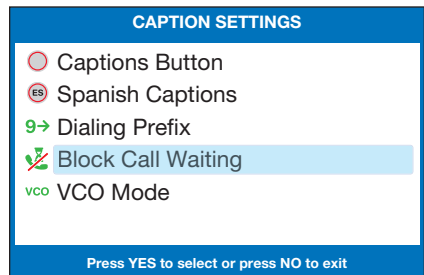 CAPTION SETTINGS
Captions Button
ES Spanish Captions
9→ Dialing Prefix
Block Call Waiting
VCO VCO Mode
Press YES to select or press NO to exit